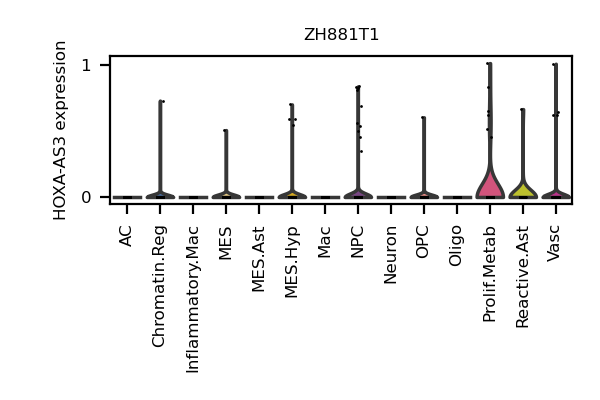 ZH881T1
HOXA-AS3 expression
1
0
AC
Chromatin.Reg
Inflammatory.Mac
MES
MES.Ast
MES.Hyp
Mac
NPC
Neuron
OPC
Oligo
Prolif.Metab
Reactive.Ast
Vasc